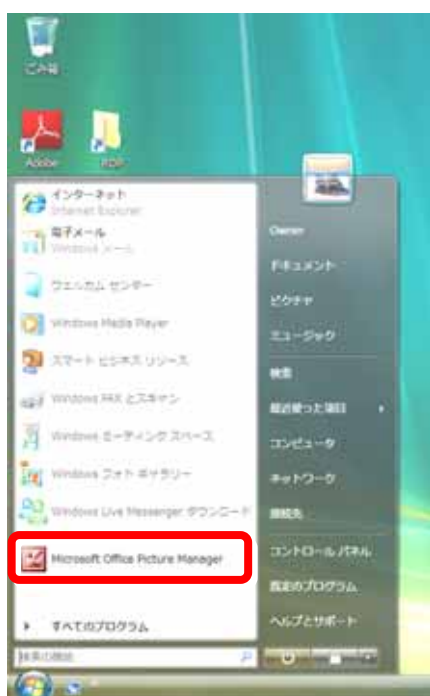 ごみ箱
Adobe
RDP
インターネット
Internet Explorer
電子メール
Windows メール
ウェルカム センター
Windows Media Player
スマート ビジネス リソース
Windows FAX とスキャン
Windows ミーティング スペース
Windows フォト ギャラリー
Windows Live Messenger ダウンロード
Microsoft Office Picture Manager
すべてのプログラム
検索の開始
Owner
ドキュメント
ピクチャ
ミュージック
検索
最近使った項目
コンピュータ
ネットワーク
接続先
コントロール パネル
既定のプログラム
ヘルプとサポート